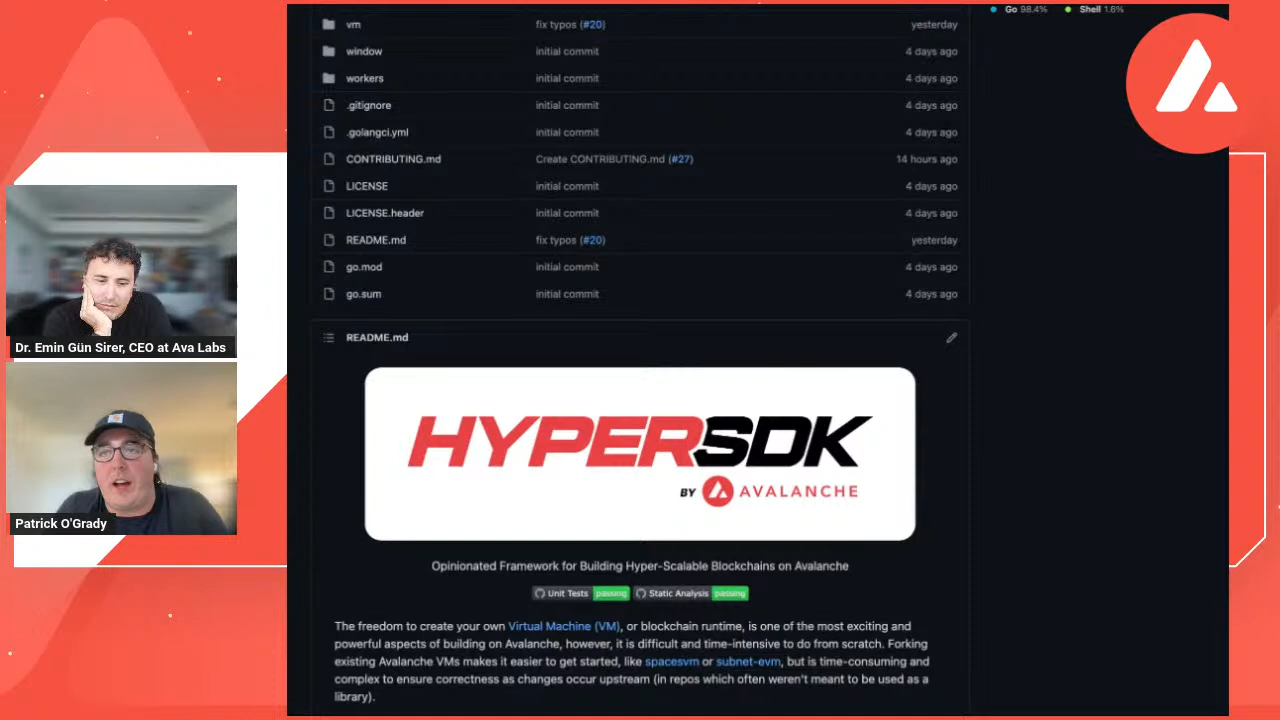 Go 98.4% Shell 1.6%
vm fix typos (#20) yesterday
window initial commit 4 days ago
workers initial commit 4 days ago
.gitignore initial commit 4 days ago
.golangci.yml initial commit 4 days ago
CONTRIBUTING.md Create CONTRIBUTING.md (#27) 14 hours ago
LICENSE initial commit 4 days ago
LICENSE.header initial commit 4 days ago
README.md fix typos (#20) yesterday
go.mod initial commit 4 days ago
go.sum initial commit 4 days ago
README.md
HYPERSDK
BY AVALANCHE
Opinionated Framework for Building Hyper-Scalable Blockchains on Avalanche
Unit Tests passing Static Analysis passing
The freedom to create your own Virtual Machine (VM), or blockchain runtime, is one of the most exciting and
powerful aspects of building on Avalanche, however, it is difficult and time-intensive to do from scratch. Forking
existing Avalanche VMs makes it easier to get started, like spacesvm or subnet-evm, but is time-consuming and
complex to ensure correctness as changes occur upstream (in repos which often weren't meant to be used as a
library).
Dr. Emin Gün Sirer, CEO at Ava Labs
Patrick O'Grady